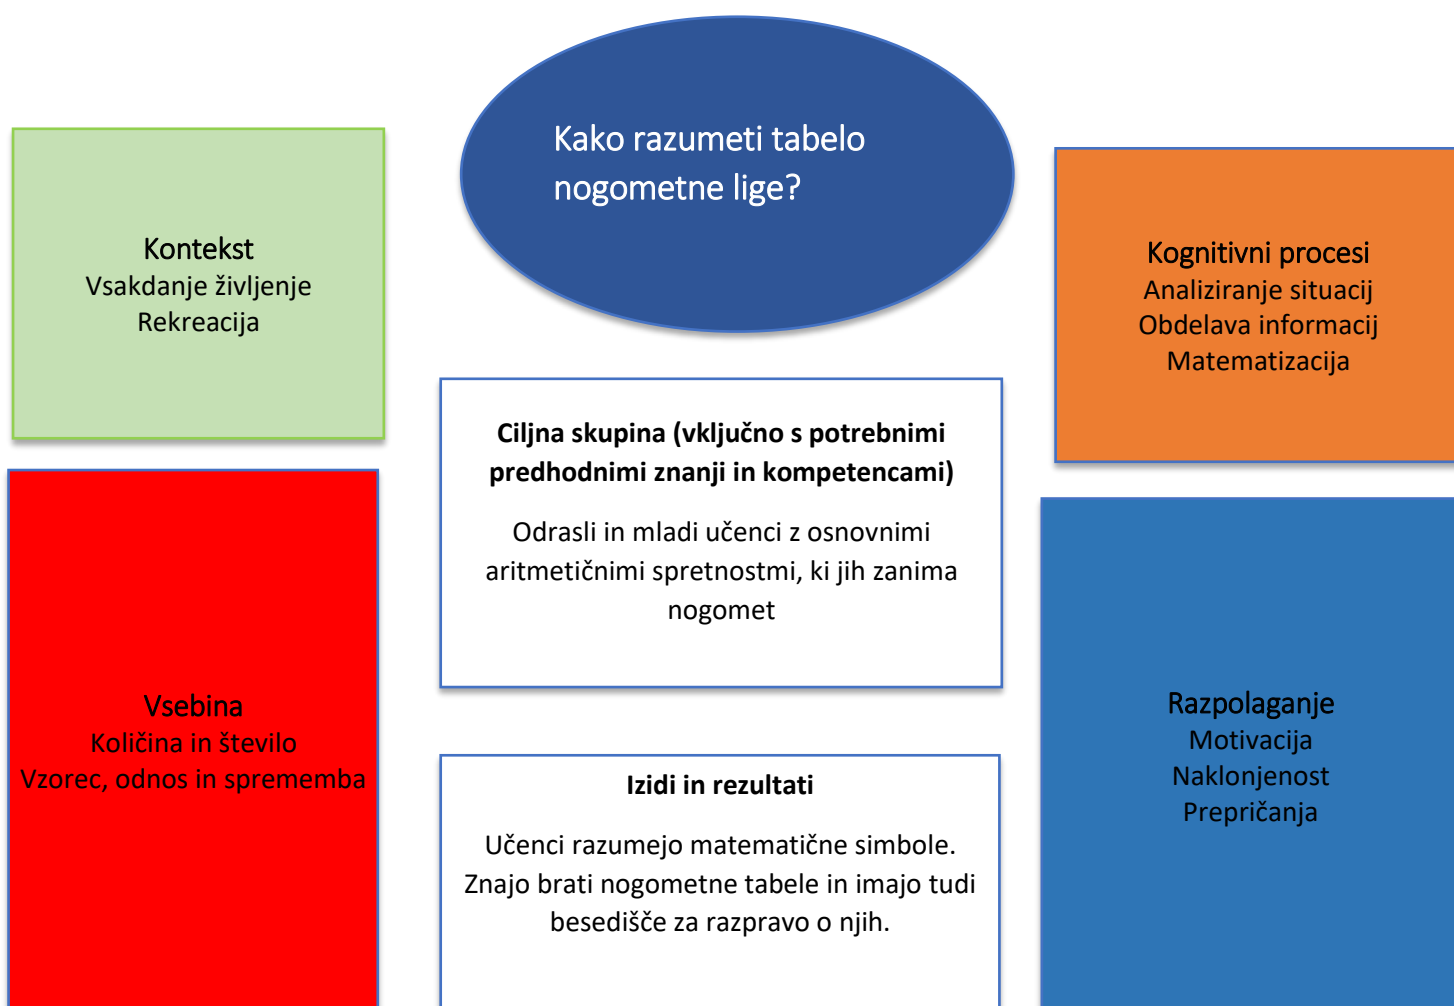 Kako razumeti tabelo
nogometne lige?
Kontekst
Vsakdanje življenje
Rekreacija
Kognitivni procesi
Analiziranje situacij
Obdelava informacij
Matematizacija
Ciljna skupina (vključno s potrebnimi
predhodnimi znanji in kompetencami)
Odrasli in mladi učenci z osnovnimi
aritmetičnimi spretnostmi, ki jih zanima
nogomet
Vsebina
Količina in število
Vzorec, odnos in sprememba
Razpolaganje
Motivacija
Naklonjenost
Prepričanja
Izidi in rezultati
Učenci razumejo matematične simbole.
Znajo brati nogometne tabele in imajo tudi
besedišče za razpravo o njih.